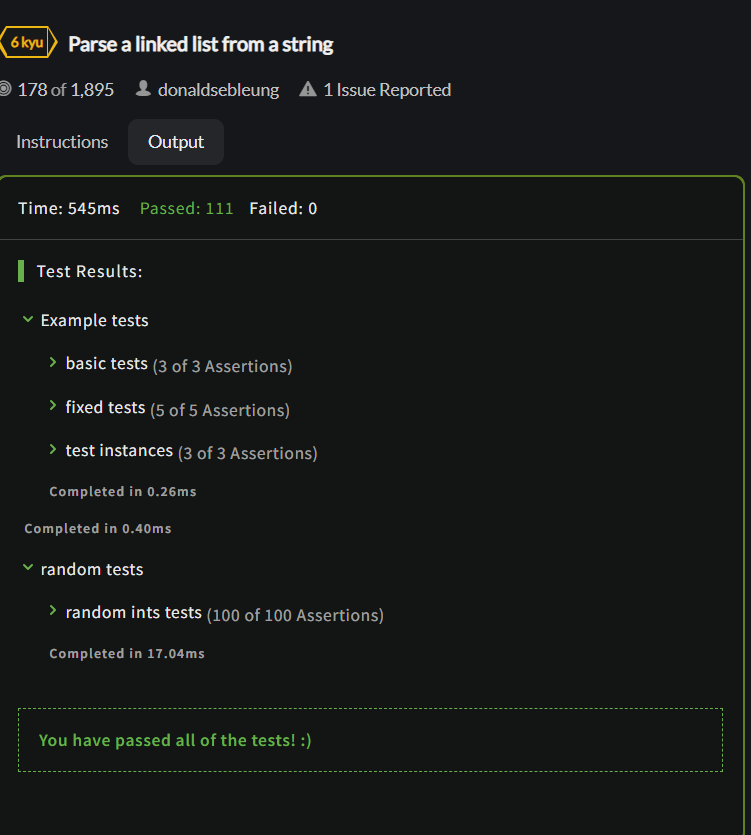 6 kyu Parse a linked list from a string
178 of 1,895 donaldsebleung 1 Issue Reported
Instructions Output
Time: 545ms Passed: 111 Failed: 0
Test Results:
Example tests
basic tests (3 of 3 Assertions)
fixed tests (5 of 5 Assertions)
test instances (3 of 3 Assertions)
Completed in 0.26ms
Completed in 0.40ms
random tests
random ints tests (100 of 100 Assertions)
Completed in 17.04ms
You have passed all of the tests! :)